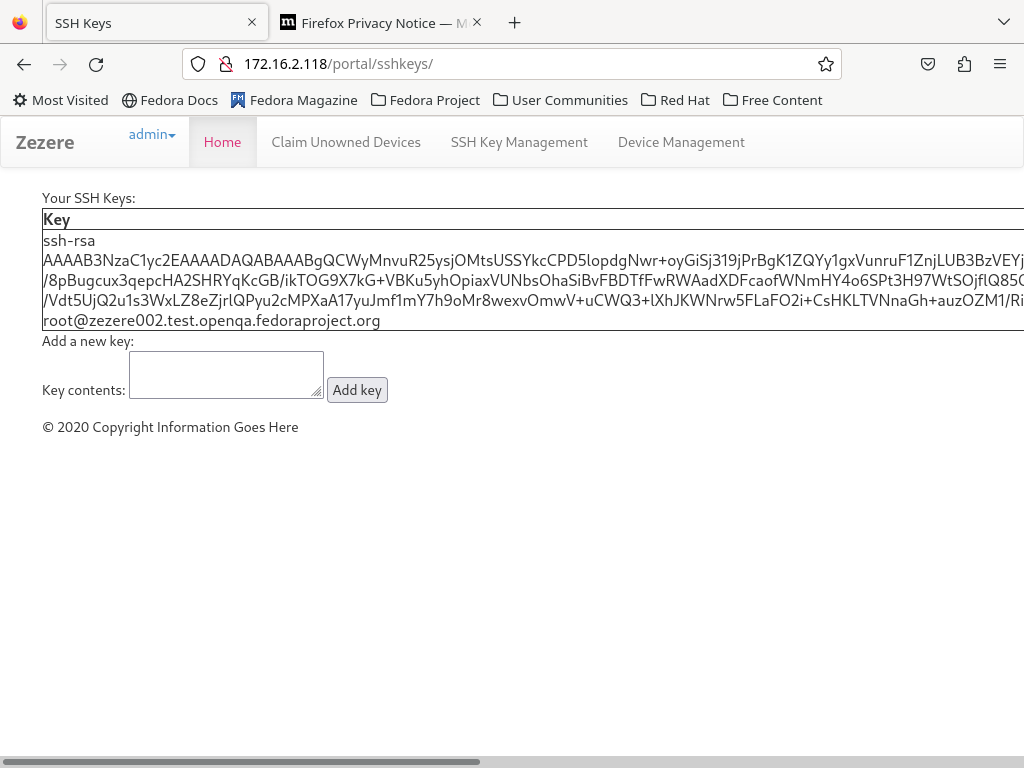 SSH Keys
Firefox Privacy Notice — M
172.16.2.118/portal/sshkeys/
Most Visited
Fedora Docs
Fedora Magazine
Fedora Project
User Communities
Red Hat
Free Content
Zezere
admin
Home
Claim Unowned Devices
SSH Key Management
Device Management
Your SSH Keys:
Key
ssh-rsa
AAAAB3NzaC1yc2EAAAADAQABAAABgQCWyMnvuR25ysjOMtsUSSYkcCPD5lopdgNwr+oyGiSj319jPrBgK1ZQYy1gxVunruF1ZnjLUB3BzVEYj
/8pBugcux3qepcHA2SHRYqKcGB/ikTOG9X7kG+VBKu5yhOpiaxVUNbsOhaSiBvFBDTfFwRWAadXDFcaofWNmHY4o6SPt3H97WtSOjflQ85C
/Vdt5UjQ2u1s3WxLZ8eZjrlQPyu2cMPXaA17yuJmf1mY7h9oMr8wexvOmwV+uCWQ3+lXhJKWNrw5FLaFO2i+CsHKLTVNnaGh+auzOZM1/Ri
root@zezere002.test.openqa.fedoraproject.org
Add a new key:
Key contents:
Add key
© 2020 Copyright Information Goes Here